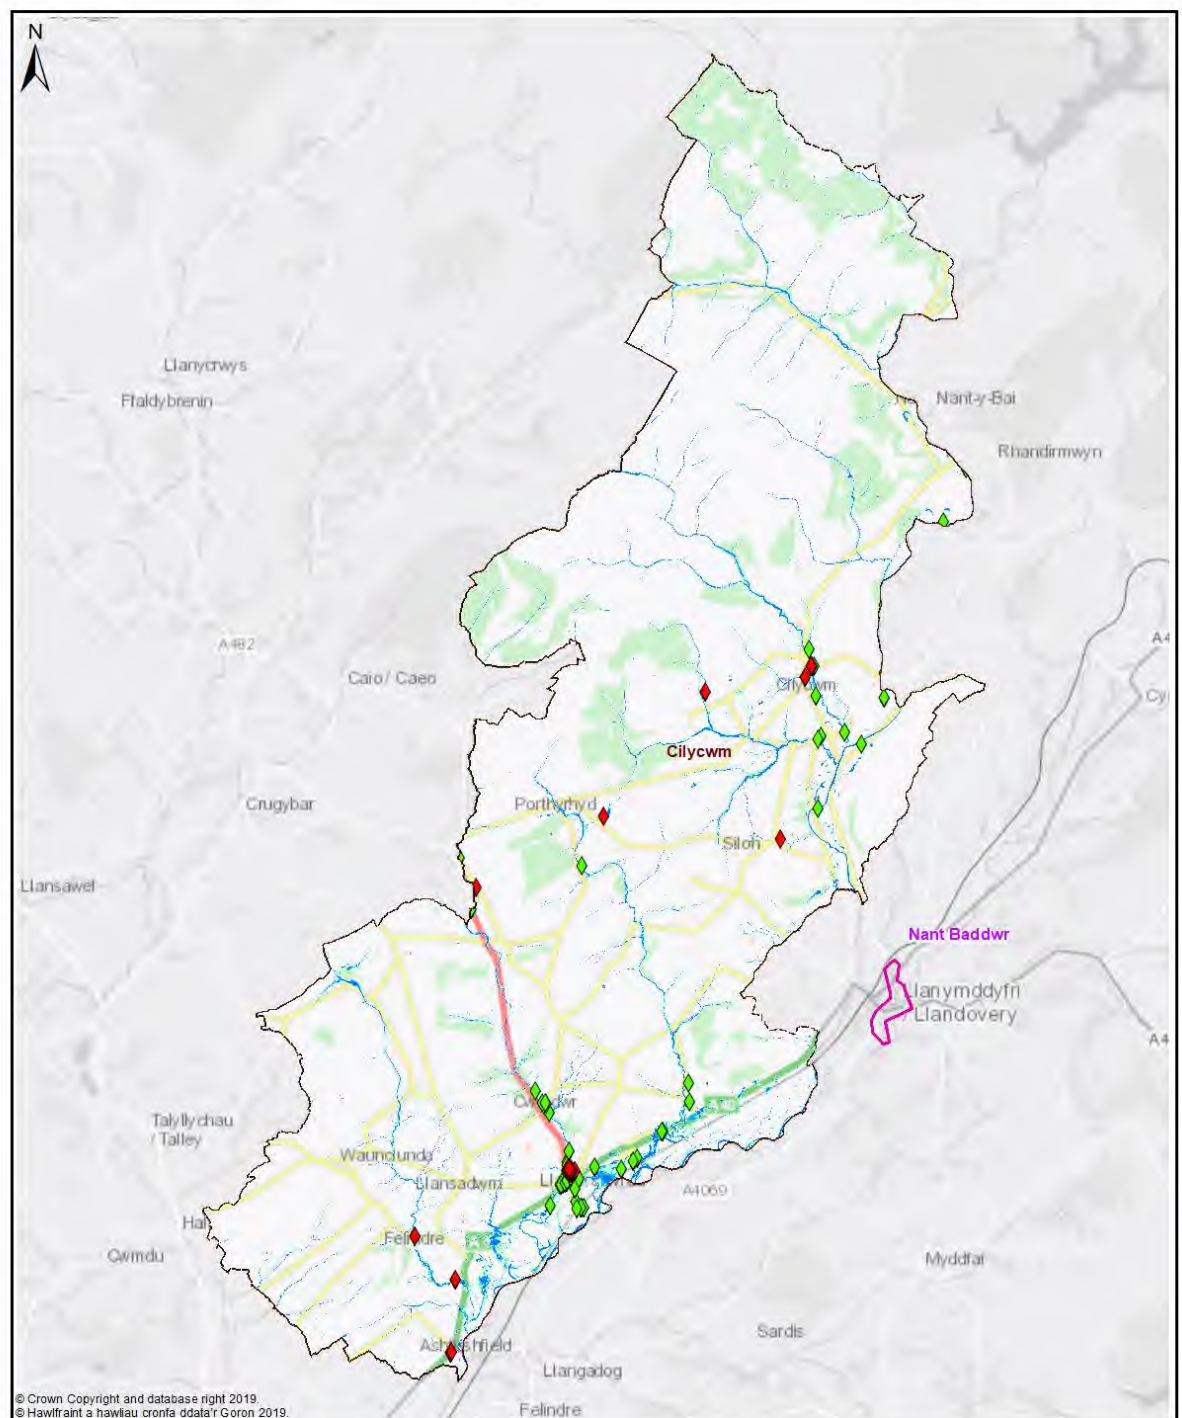 N
Llanycrwys
Ffaldybrenin
Nant-y-Bai
Rhandirmwyn
A482
Caio / Caeo
Cilycwm
Cilycwm
Crugybar
Porthyrhyd
Siloh
Llansawel
Nant Baddwr
Llanymddyfri
/ Llandovery
A4
A4
Talyllychau
/ Talley
Waunclunda
Llansadwrn
A4069
Felindre
Cwmdu
Myddfai
Sardis
Llangadog
Felindre
© Crown Copyright and database right 2019.
© Hawlfraint a hawliau cronfa ddata'r Goron 2019.